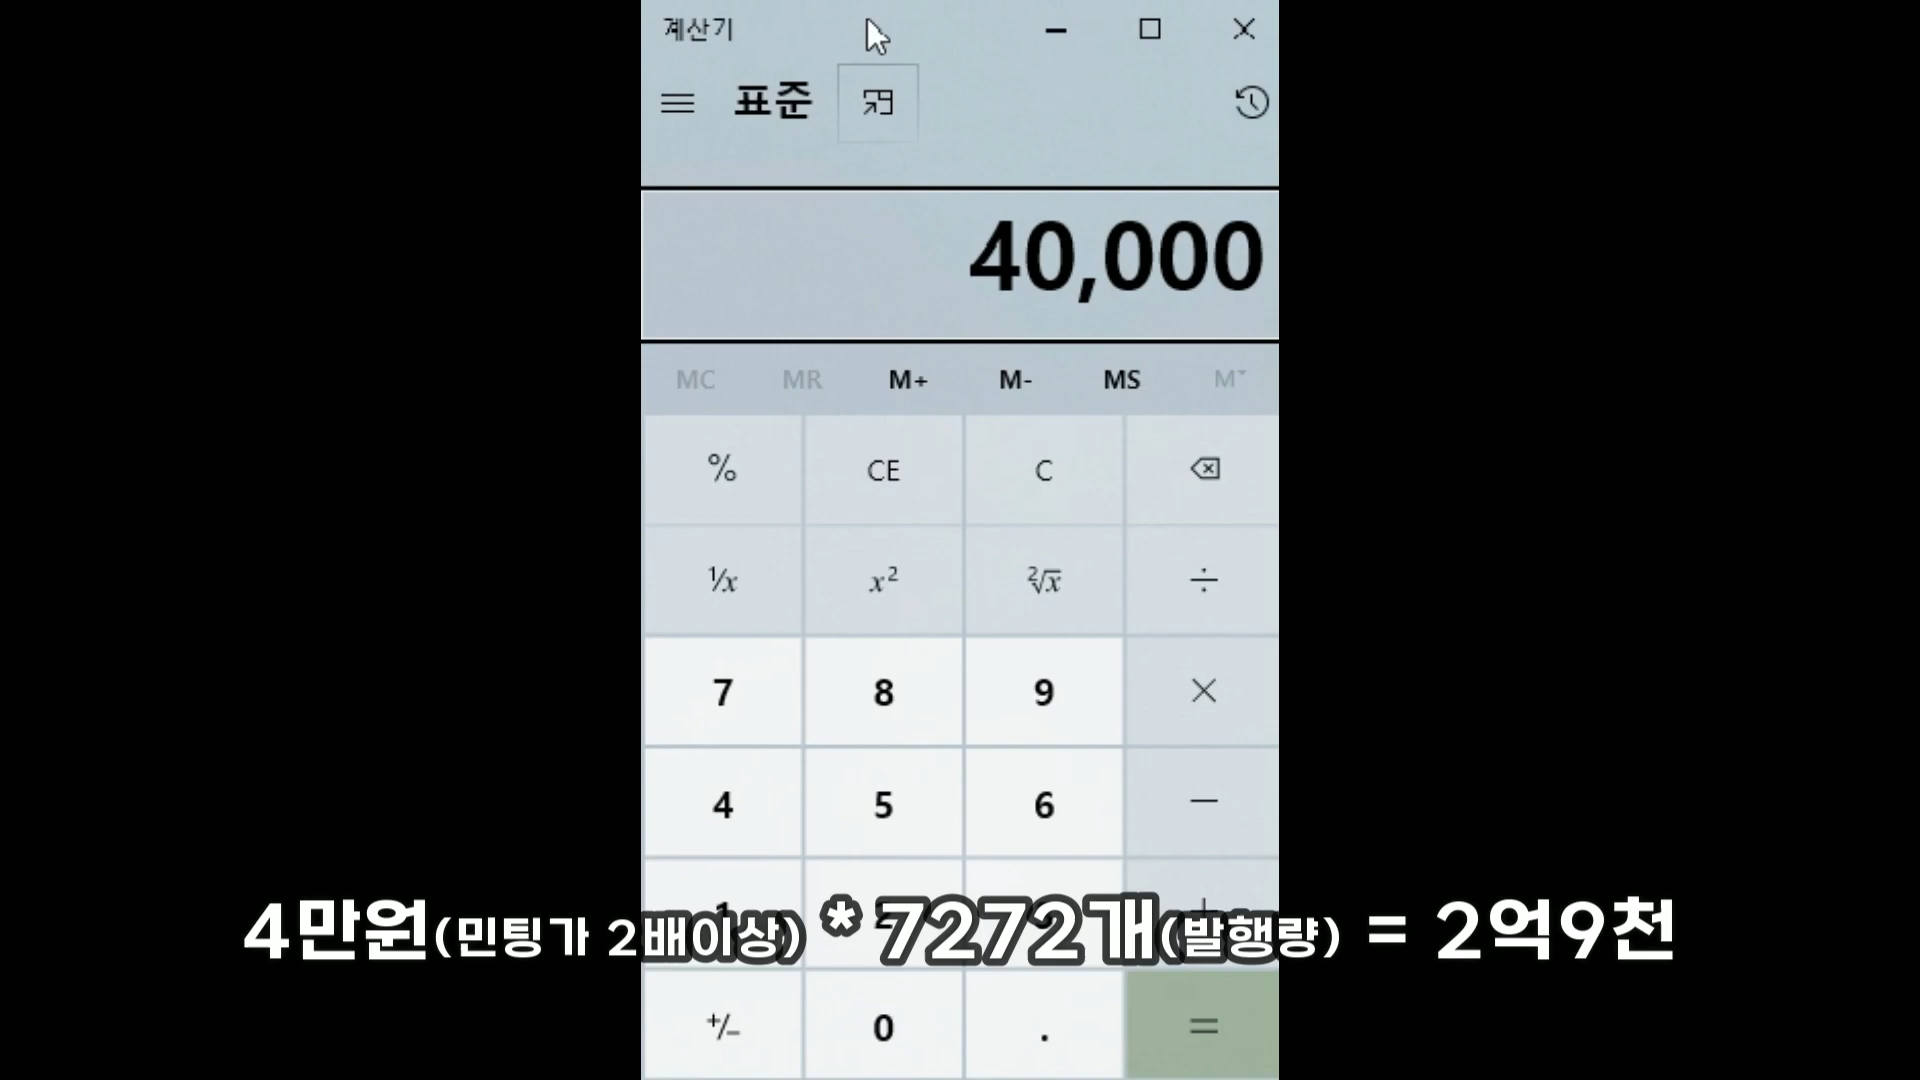 계산기
표준
40,000
MC MR M+ M- MS M˅
% CE C
⅟x x² ²√x ÷
7 8 9 ×
4 5 6 −
4만원(민팅가 2배이상) * 7272개(발행량) = 2억9천
+/− 0 . =